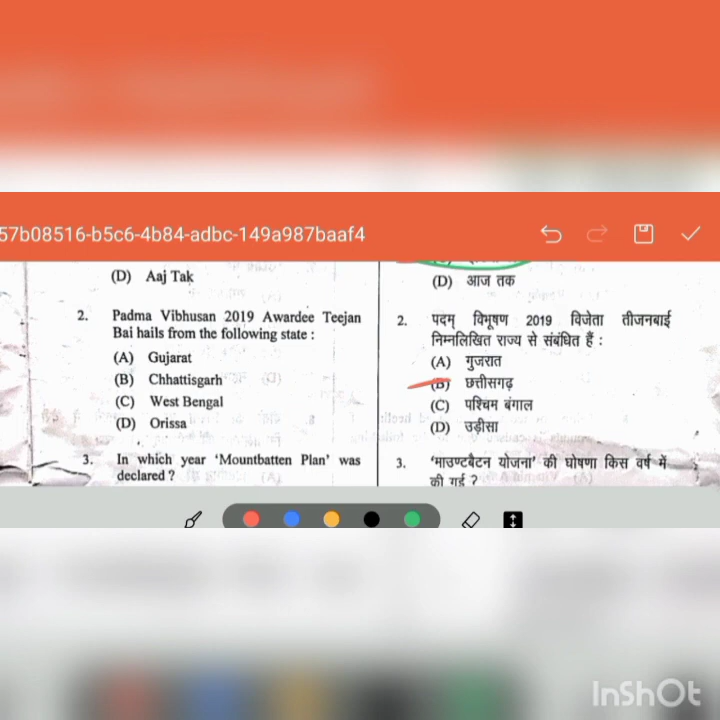 57b08516-b5c6-4b84-adbc-149a987baaf4
(D) Aaj Tak
2. Padma Vibhusan 2019 Awardee Teejan
Bai hails from the following state :
(A) Gujarat
(B) Chhattisgarh
(C) West Bengal
(D) Orissa
3. In which year ‘Mountbatten Plan’ was
declared ?
(D) आज तक
2. पदम् विभूषण 2019 विजेता तीजनबाई
निम्नलिखित राज्य से संबंधित हैं :
(A) गुजरात
(B) छत्तीसगढ़
(C) पश्चिम बंगाल
(D) उड़ीसा
3. ‘माउण्टबैटन योजना’ की घोषणा किस वर्ष में
की गई ?
InShOt